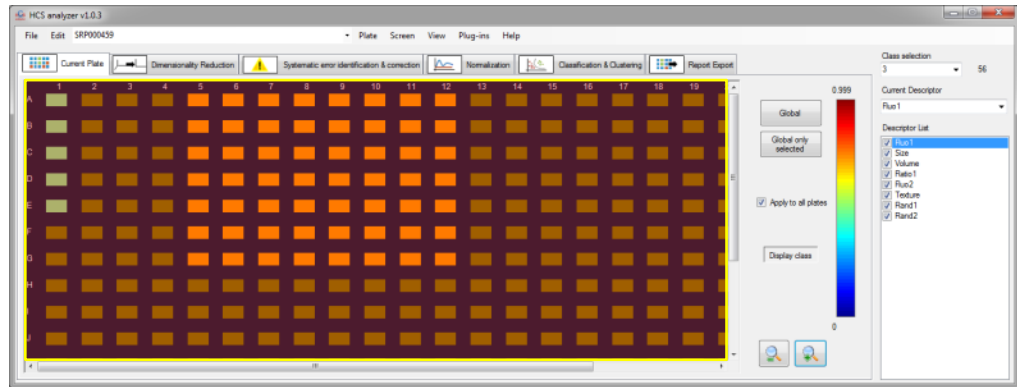 HCS analyzer v1.0.3
File Edit SRP000459 Plate Screen View Plug-ins Help
Current Plate Dimensionality Reduction Systematic error identification & correction Normalization Classification & Clustering Report Export
Class selection
3 56
1 2 3 4 5 6 7 8 9 10 11 12 13 14 15 16 17 18 19
A
B
C
D
E
F
G
H
I
J
0.999
Global
Global only
selected
Apply to all plates
Display class
0
Current Descriptor
Fluo1
Descriptor List
Fluo1
Size
Volume
Ratio1
Fluo2
Texture
Rand1
Rand2